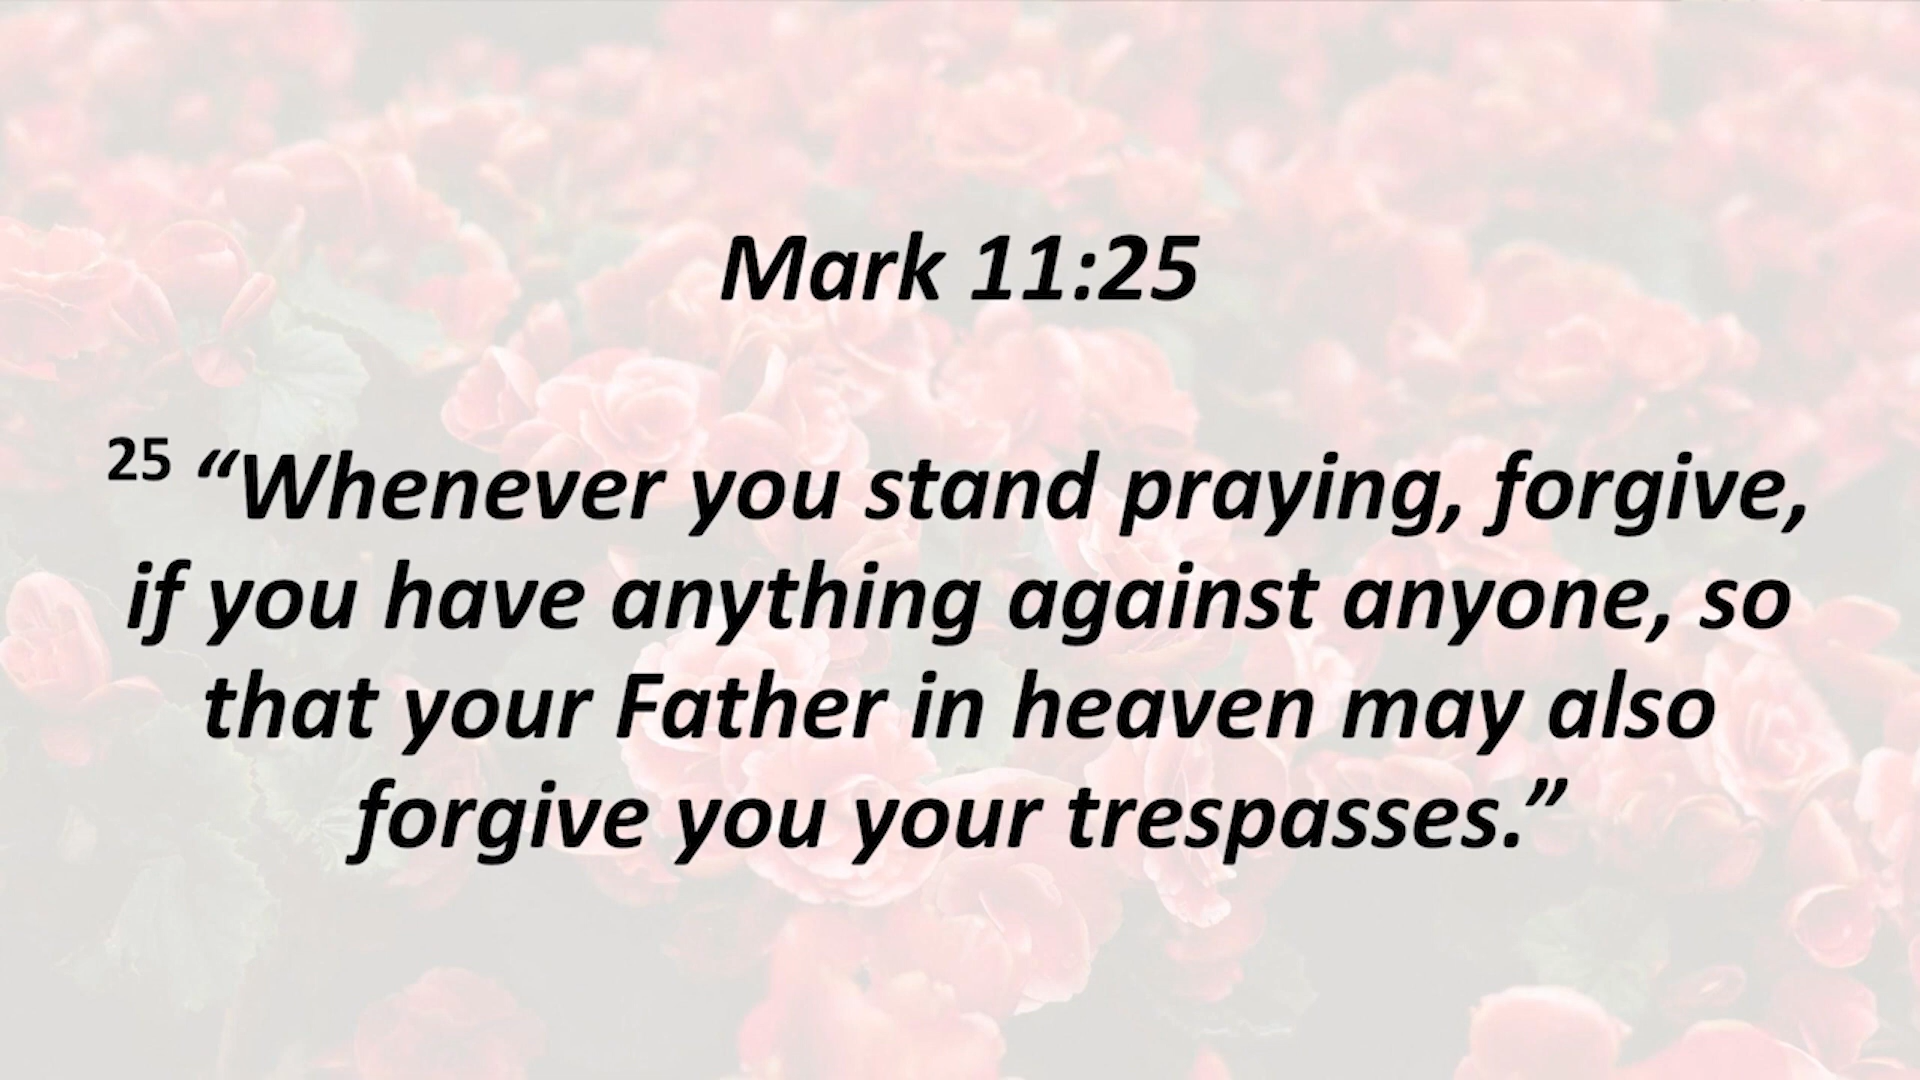 Mark 11:25
25 “Whenever you stand praying, forgive,
if you have anything against anyone, so
that your Father in heaven may also
forgive you your trespasses.”